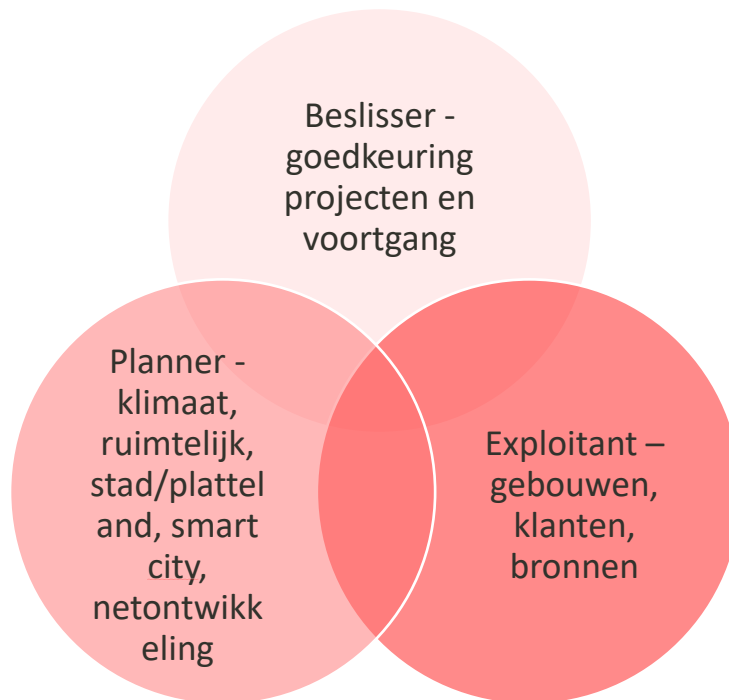 Beslisser -
goedkeuring
projecten en
voortgang
Planner -
klimaat,
ruimtelijk,
stad/plattel
and, smart
city,
netontwikk
eling
Exploitant –
gebouwen,
klanten,
bronnen